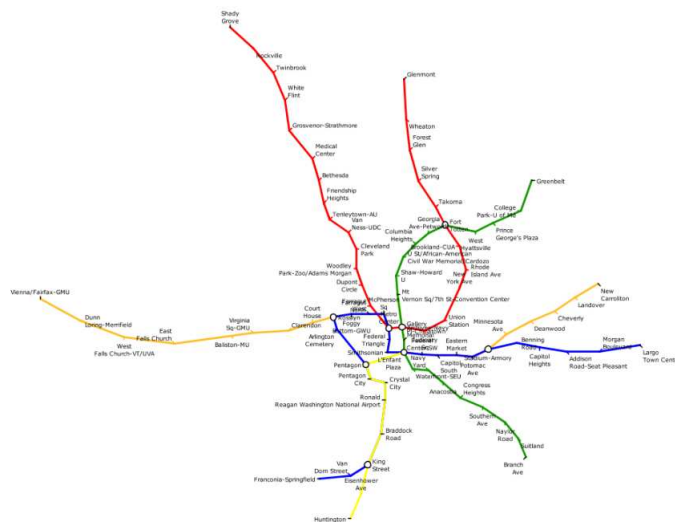 Shady
Grove
Rockville
Twinbrook
White
Flint
Grosvenor-Strathmore
Medical
Center
Bethesda
Friendship
Heights
Tenleytown-AU
Van
Ness-UDC
Cleveland
Park
Woodley
Park-Zoo/Adams Morgan
Dupont
Circle
Glenmont
Wheaton
Forest
Glen
Silver
Spring
Takoma
Fort
Totten
Greenbelt
College
Park-U of Md
Prince
George's Plaza
West
Hyattsville
Georgia
Ave-Petworth
Columbia
Heights
Brookland-CUA
U St/African-American
Civil War Memorial/Cardozo
Rhode
Island Ave
New
York Ave
Shaw-Howard
U
Mt
Vernon Sq/7th St-Convention Center
McPherson
Sq
Union
Station
Vienna/Fairfax-GMU
Dunn
Loring-Merrifield
West
Falls Church-VT/UVA
East
Falls Church
Ballston-MU
Virginia
Sq-GMU
Clarendon
Court
House
Rosslyn
Foggy
Bottom-GWU
Arlington
Cemetery
Federal
Triangle
Smithsonian
L'Enfant
Plaza
Federal
Center SW
Capitol
South
Eastern
Market
Potomac
Ave
Stadium-Armory
Minnesota
Ave
Deanwood
Cheverly
Landover
New
Carrollton
Benning
Road
Capitol
Heights
Addison
Road-Seat Pleasant
Morgan
Boulevard
Largo
Town Cent
Navy
Yard
Waterfront-SEU
Anacostia
Congress
Heights
Southern
Ave
Naylor
Road
Suitland
Branch
Ave
Pentagon
Pentagon
City
Crystal
City
Ronald
Reagan Washington National Airport
Braddock
Road
King
Street
Van
Dorn Street
Franconia-Springfield
Eisenhower
Ave
Huntington